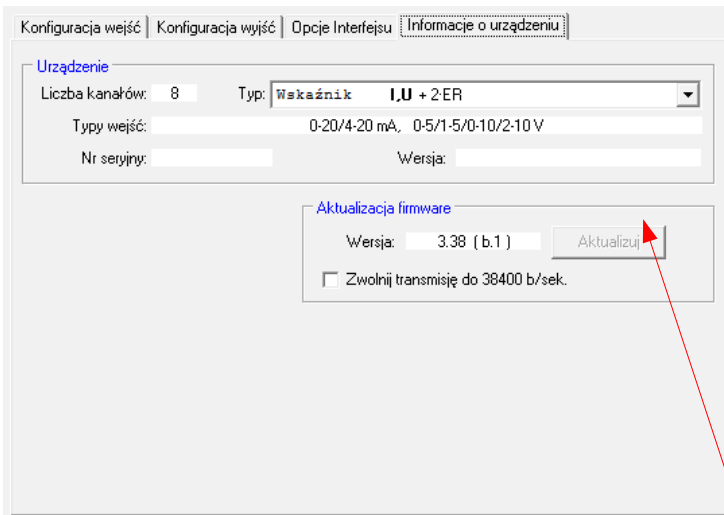 Konfiguracja wejść Konfiguracja wyjść Opcje Interfejsu Informacje o urządzeniu
Urządzenie
Liczba kanałów: 8 Typ: Wskaźnik I,U + 2·ER
Typy wejść: 0-20/4-20 mA, 0-5/1-5/0-10/2-10 V
Nr seryjny: Wersja:
Aktualizacja firmware
Wersja: 3.38 ( b.1 ) Aktualizuj
Zwolnij transmisję do 38400 b/sek.